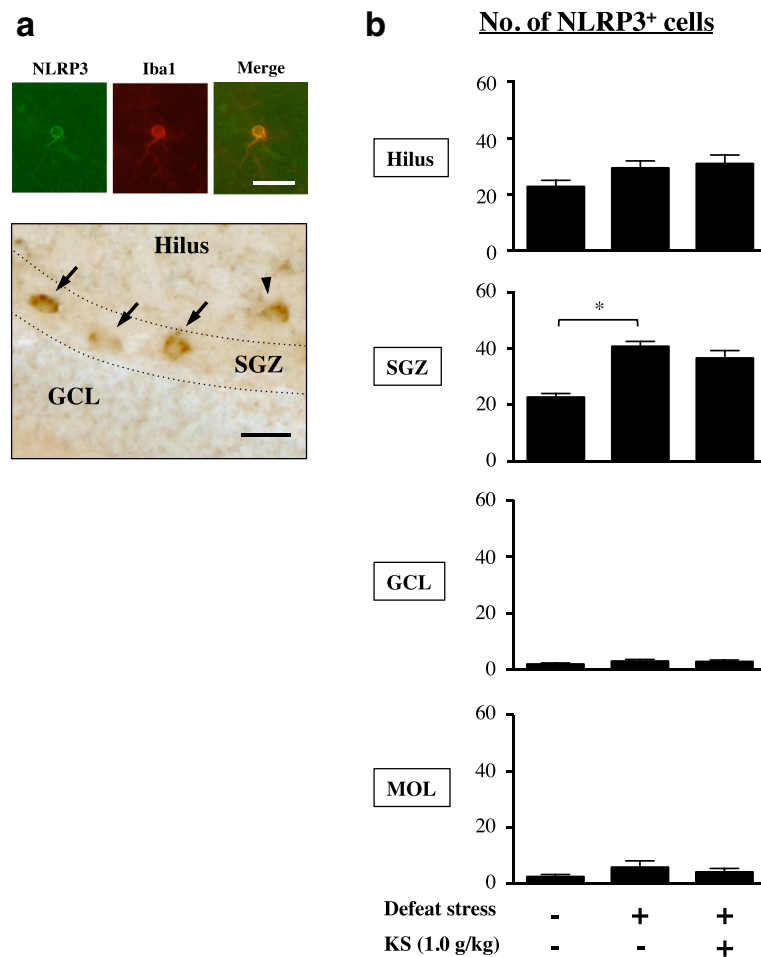 a
NLRP3 Iba1 Merge
Hilus
SGZ
GCL
b
No. of NLRP3⁺ cells
Hilus
60
40
20
0
SGZ
60
40
20
0
*
GCL
60
40
20
0
MOL
60
40
20
0
Defeat stress - + +
KS (1.0 g/kg) - - +